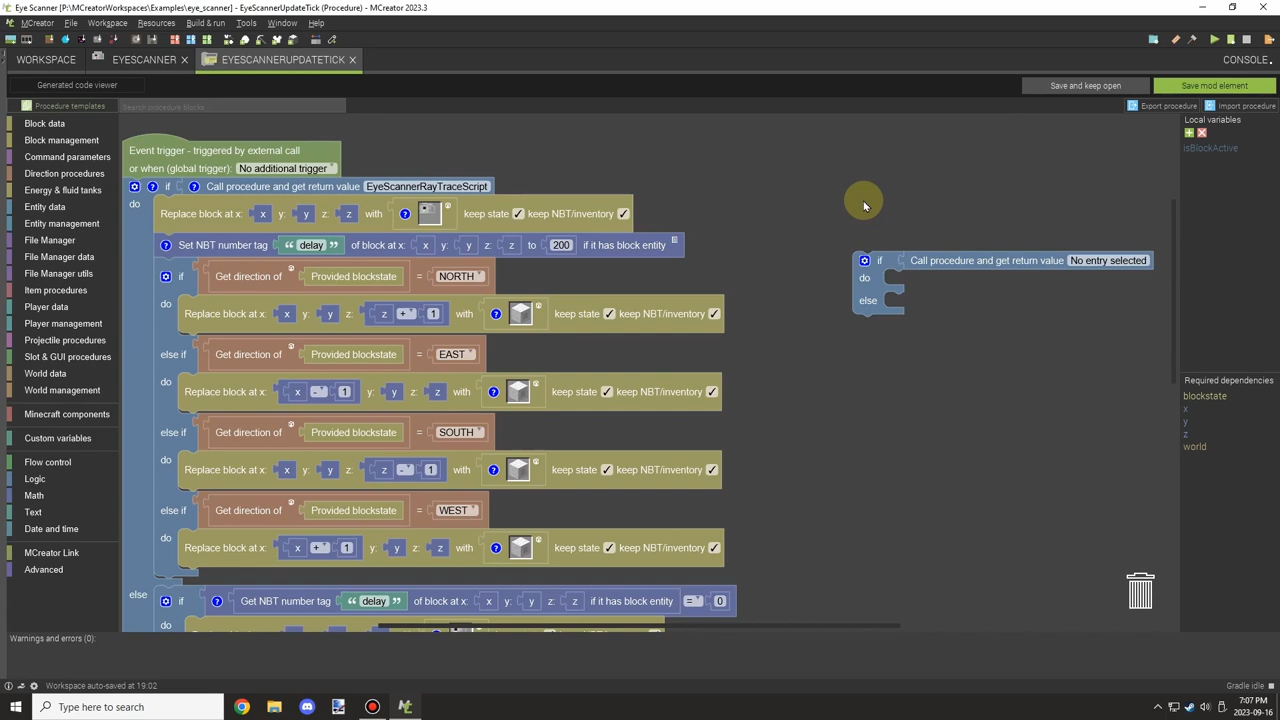 Eye Scanner [P:\MCreatorWorkspaces\Examples\eye_scanner] - EyeScannerUpdateTick (Procedure) - MCreator 2023.3
MCreator File Workspace Resources Build & run Tools Window Help
WORKSPACE EYESCANNER EYESCANNERUPDATETICK CONSOLE
Generated code viewer Save and keep open Save mod element
Procedure templates Search procedure blocks Export procedure Import procedure
Block data
Block management
Command parameters
Direction procedures
Energy & fluid tanks
Entity data
Entity management
File Manager
File Manager data
File Manager utils
Item procedures
Player data
Player management
Projectile procedures
Slot & GUI procedures
World data
World management
Minecraft components
Custom variables
Flow control
Logic
Math
Text
Date and time
MCreator Link
Advanced
Event trigger - triggered by external call
or when (global trigger): No additional trigger
if Call procedure and get return value EyeScannerRayTraceScript
do Replace block at x: x y: y z: z with keep state keep NBT/inventory
Set NBT number tag “ delay ” of block at x: x y: y z: z to 200 if it has block entity
if Get direction of Provided blockstate = NORTH
do Replace block at x: x y: y z: z + 1 with keep state keep NBT/inventory
else if Get direction of Provided blockstate = EAST
do Replace block at x: x - 1 y: y z: z with keep state keep NBT/inventory
else if Get direction of Provided blockstate = SOUTH
do Replace block at x: x y: y z: z - 1 with keep state keep NBT/inventory
else if Get direction of Provided blockstate = WEST
do Replace block at x: x + 1 y: y z: z with keep state keep NBT/inventory
else if Get NBT number tag “ delay ” of block at x: x y: y z: z if it has block entity = 0
do
if Call procedure and get return value No entry selected
do
else
Local variables
isBlockActive
Required dependencies
blockstate
x
y
z
world
Warnings and errors (0):
Workspace auto-saved at 19:02 Gradle idle
Type here to search
7:07 PM
2023-09-16